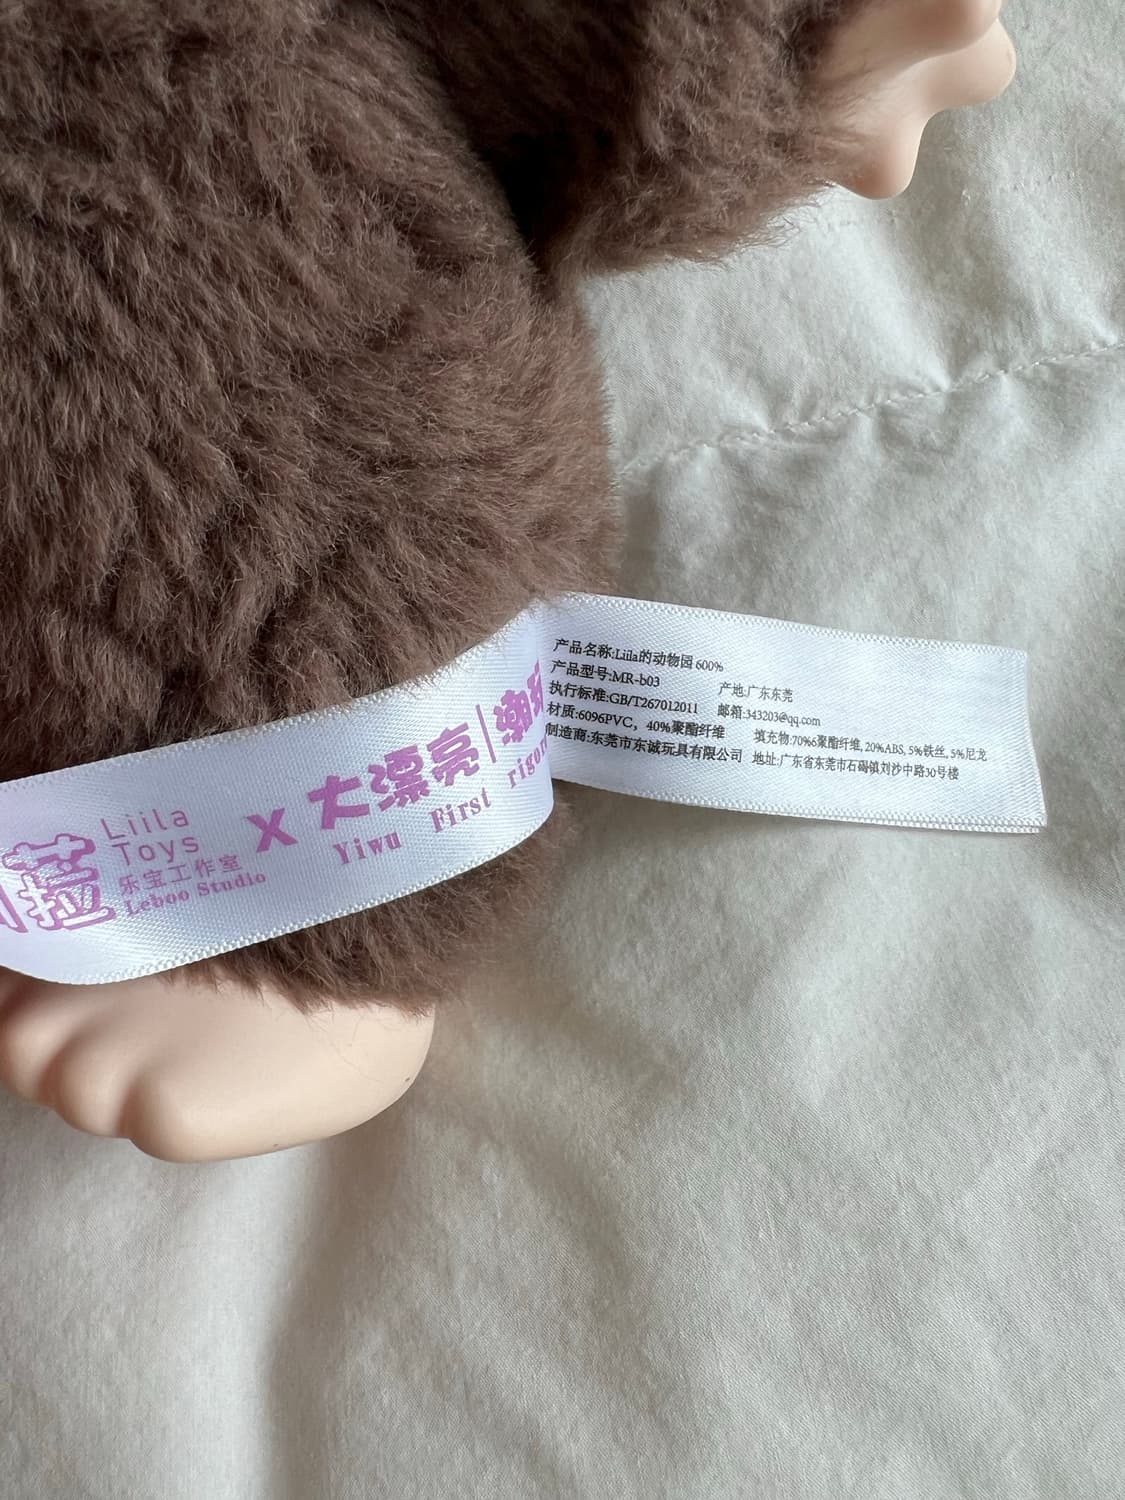 菈
Liila
Toys
乐宝工作室
Leboo Studio
X
大漂亮|潮
Yiwu First
产品名称:Liila的动物园 600%
产品型号:MR-b03 产地:广东东莞
执行标准:GB/T267012011 邮箱:343203@qq.com
材质:6096PVC，40%聚酯纤维 填充物:70%6聚酯纤维, 20%ABS, 5%铁丝, 5%尼龙
制造商:东莞市东诚玩具有限公司 地址:广东省东莞市石碣镇刘沙中路30号楼